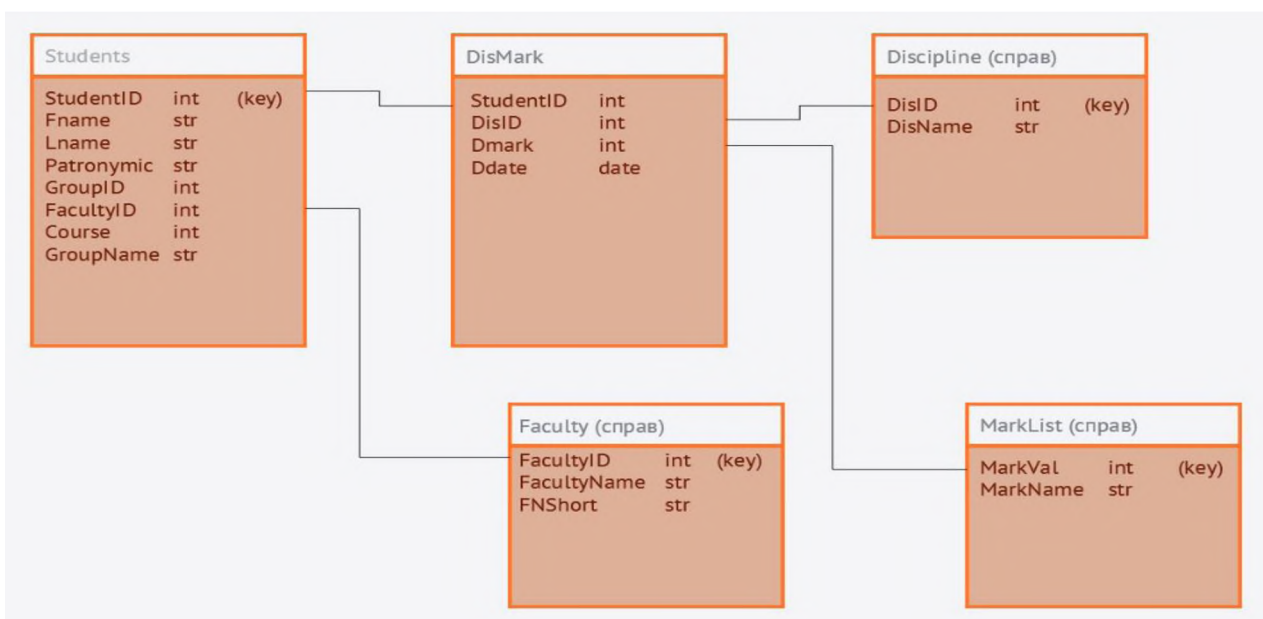 Students
StudentID int (key)
Fname str
Lname str
Patronymic str
GroupID int
FacultyID int
Course int
GroupName str
DisMark
StudentID int
DisID int
Dmark int
Ddate date
Discipline (справ)
DisID int (key)
DisName str
Faculty (справ)
FacultyID int (key)
FacultyName str
FNShort str
MarkList (справ)
MarkVal int (key)
MarkName str